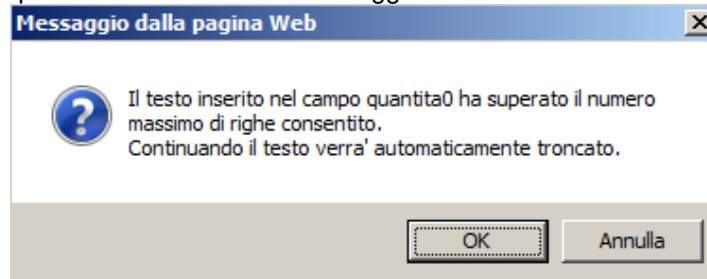 Messaggio dalla pagina Web
Il testo inserito nel campo quantita0 ha superato il numero
massimo di righe consentito.
Continuando il testo verra' automaticamente troncato.
OK
Annulla